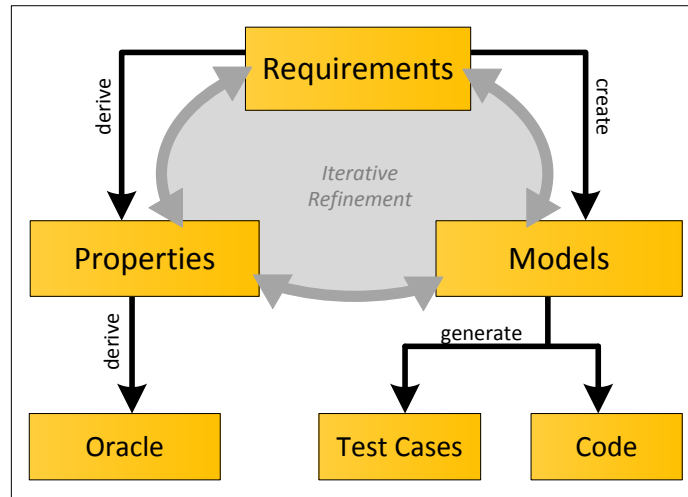 Requirements
derive
create
Iterative
Refinement
Properties
Models
derive
generate
Oracle
Test Cases
Code